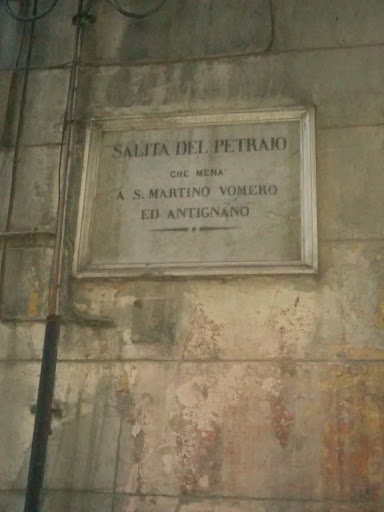 SALITA DEL PETRAIO
CHE MENA'
A S. MARTINO VOMERO
ED ANTIGNANO